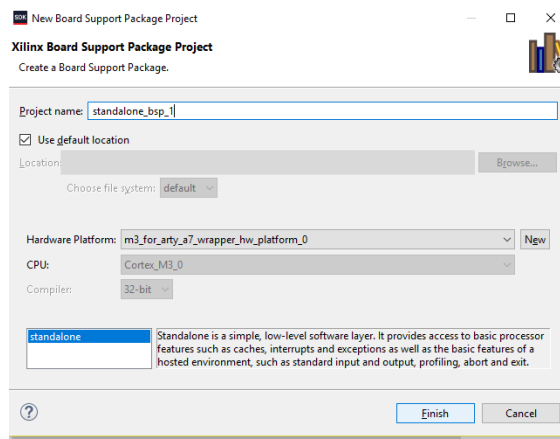 SDK New Board Support Package Project
Xilinx Board Support Package Project
Create a Board Support Package.
Project name: standalone_bsp_1
Use default location
Location: Browse...
Choose file system: default
Hardware Platform: m3_for_arty_a7_wrapper_hw_platform_0 New
CPU: Cortex_M3_0
Compiler: 32-bit
standalone
Standalone is a simple, low-level software layer. It provides access to basic processor
features such as caches, interrupts and exceptions as well as the basic features of a
hosted environment, such as standard input and output, profiling, abort and exit.
? Finish Cancel